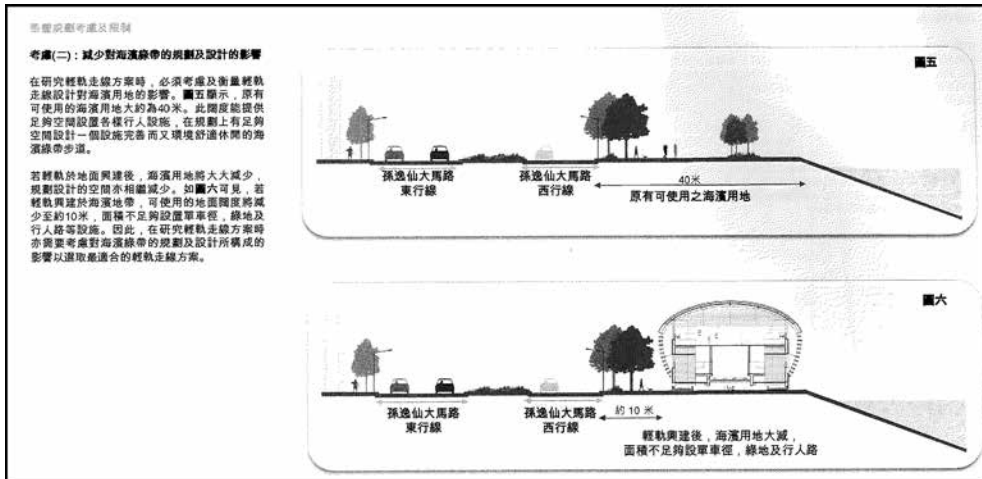 考慮(二)：減少對海濱綠帶的規劃及設計的影響
在研究輕軌走線方案時，必須考慮及衡量輕軌
走線設計對海濱用地的影響。圖五顯示，原有
可使用的海濱用地大約為40米。此闊度能提供
足夠空間設置各樣行人設施，在規劃上有足夠
空間設計一個設施完善而又環境舒適休閒的海
濱綠帶步道。
若輕軌於地面興建後，海濱用地將大大減少，
規劃設計的空間亦相繼減少。如圖六可見，若
輕軌興建於海濱地帶，可使用的地面闊度將減
少至約10米，面積不足夠設置單車徑，綠地及
行人路等設施。因此，在研究輕軌走線方案時
亦需要考慮對海濱綠帶的規劃及設計所構成的
影響以選取最適合的輕軌走線方案。
圖五
孫逸仙大馬路
東行線
孫逸仙大馬路
西行線
40米
原有可使用之海濱用地
圖六
孫逸仙大馬路
東行線
孫逸仙大馬路
西行線
約 10 米
輕軌興建後，海濱用地大減，
面積不足夠設單車徑，綠地及行人路